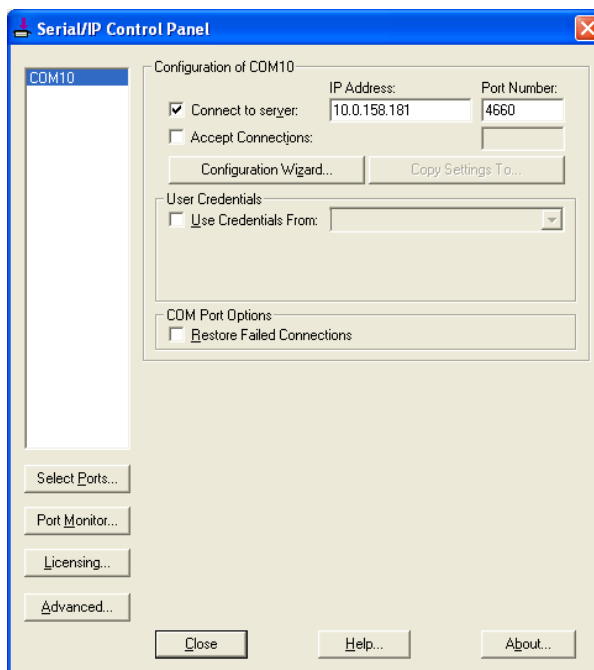 Serial/IP Control Panel
COM10
Configuration of COM10
IP Address: Port Number:
Connect to server: 10.0.158.181 4660
Accept Connections:
Configuration Wizard... Copy Settings To...
User Credentials
Use Credentials From:
COM Port Options
Restore Failed Connections
Select Ports...
Port Monitor...
Licensing...
Advanced...
Close Help... About...